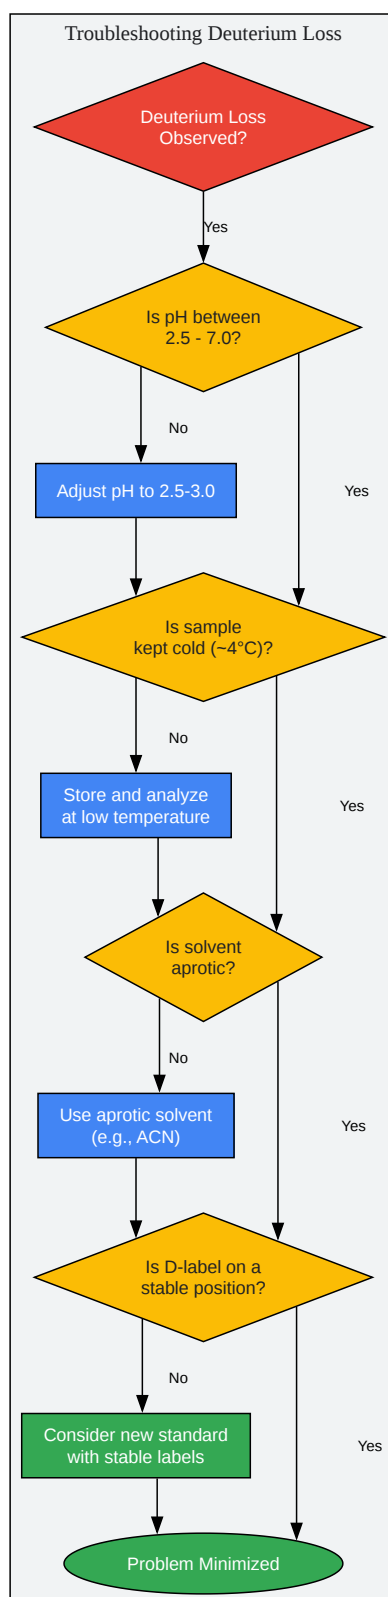 Troubleshooting Deuterium Loss
Deuterium Loss
Observed?
Yes
Is pH between
2.5 - 7.0?
No
Adjust pH to 2.5-3.0
Yes
Is sample
kept cold (~4°C)?
No
Store and analyze
at low temperature
Yes
Is solvent
aprotic?
No
Use aprotic solvent
(e.g., ACN)
Yes
Is D-label on a
stable position?
No
Consider new standard
with stable labels
Yes
Problem Minimized